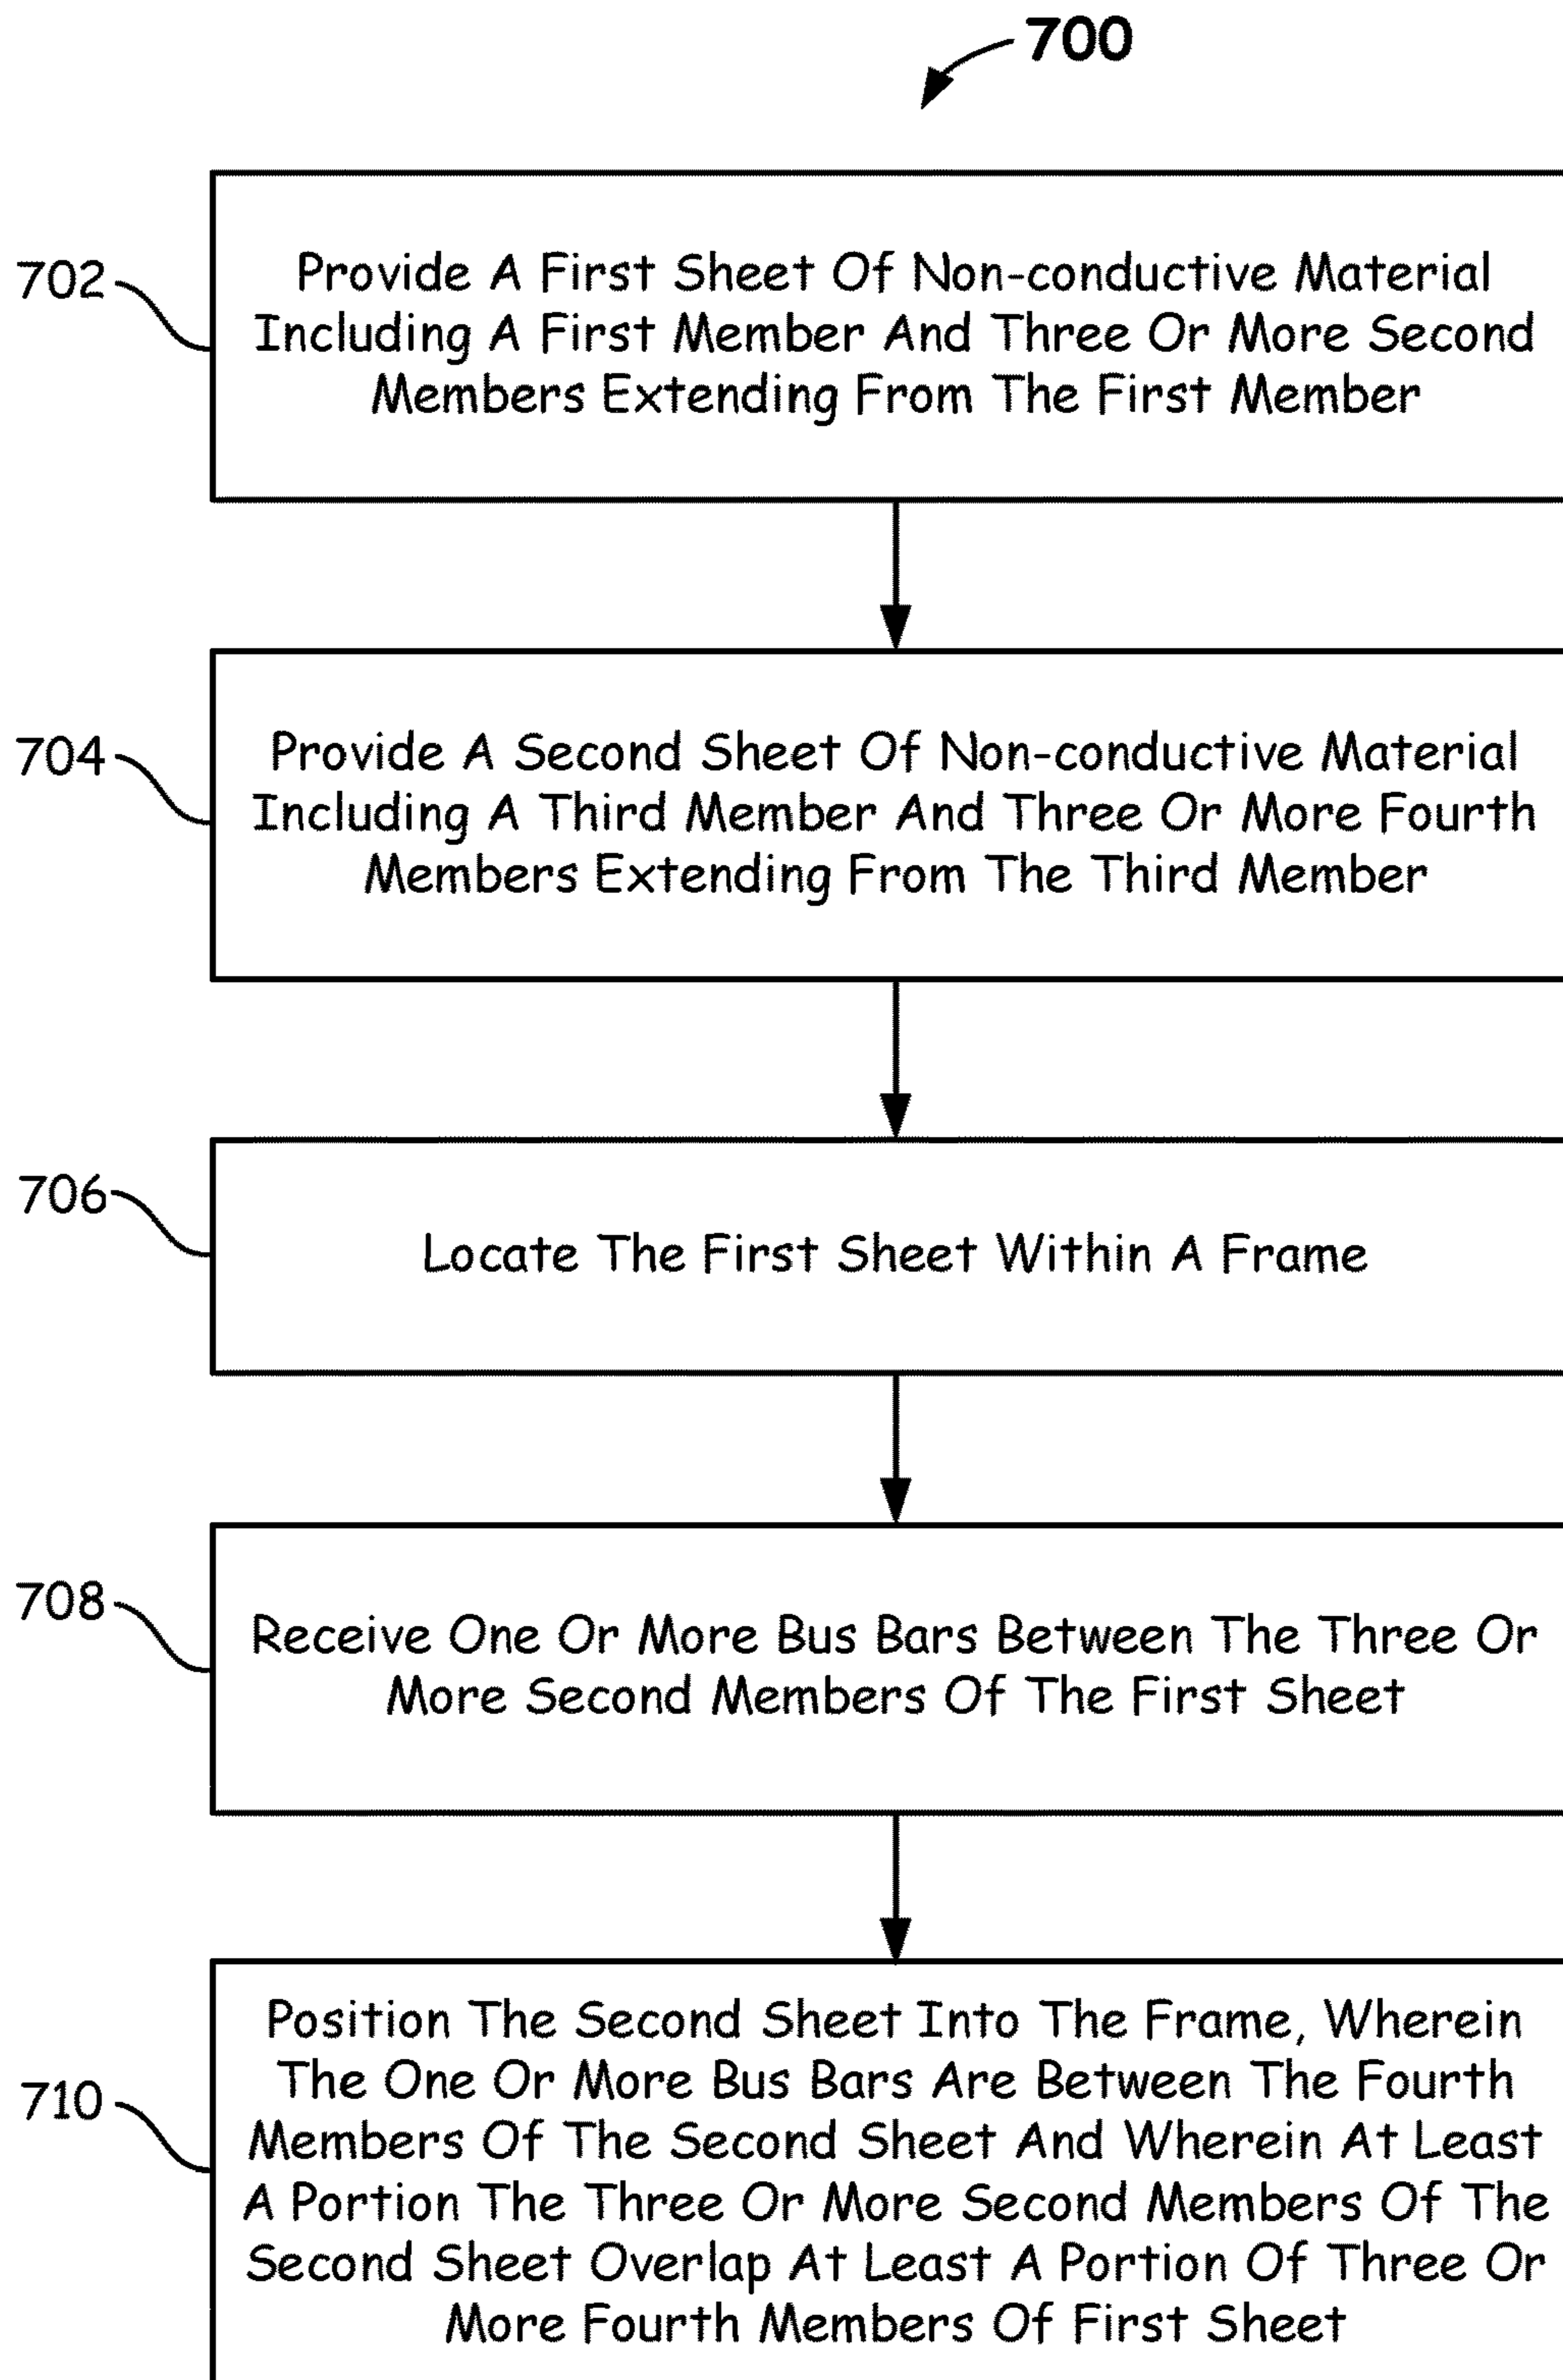 700
702
Provide A First Sheet Of Non-conductive Material
Including A First Member And Three Or More Second
Members Extending From The First Member
704
Provide A Second Sheet Of Non-conductive Material
Including A Third Member And Three Or More Fourth
Members Extending From The Third Member
706
Locate The First Sheet Within A Frame
708
Receive One Or More Bus Bars Between The Three Or
More Second Members Of The First Sheet
710
Position The Second Sheet Into The Frame, Wherein
The One Or More Bus Bars Are Between The Fourth
Members Of The Second Sheet And Wherein At Least
A Portion The Three Or More Second Members Of The
Second Sheet Overlap At Least A Portion Of Three Or
More Fourth Members Of First Sheet